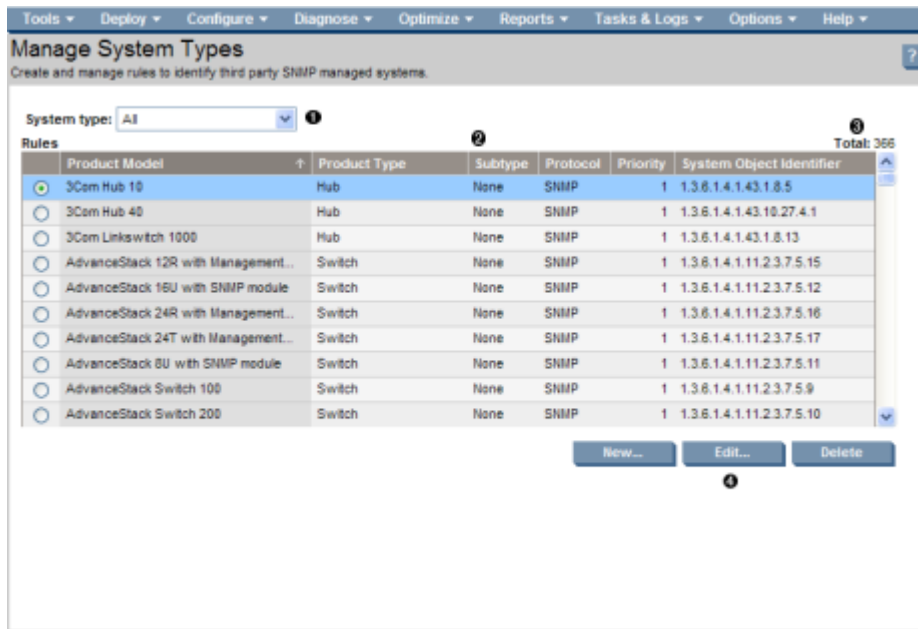 Tools Deploy Configure Diagnose Optimize Reports Tasks & Logs Options Help
Manage System Types
?
Create and manage rules to identify third party SNMP managed systems.
System type: All 1
Rules 2 3
Total: 366
Product Model Product Type Subtype Protocol Priority System Object Identifier
3Com Hub 10 Hub None SNMP 1 1.3.6.1.4.1.43.1.8.5
3Com Hub 40 Hub None SNMP 1 1.3.6.1.4.1.43.10.27.4.1
3Com Linkswitch 1000 Hub None SNMP 1 1.3.6.1.4.1.43.1.8.13
AdvanceStack 12R with Management... Switch None SNMP 1 1.3.6.1.4.1.11.2.3.7.5.15
AdvanceStack 16U with SNMP module Switch None SNMP 1 1.3.6.1.4.1.11.2.3.7.5.12
AdvanceStack 24R with Management... Switch None SNMP 1 1.3.6.1.4.1.11.2.3.7.5.16
AdvanceStack 24T with Management... Switch None SNMP 1 1.3.6.1.4.1.11.2.3.7.5.17
AdvanceStack 8U with SNMP module Switch None SNMP 1 1.3.6.1.4.1.11.2.3.7.5.11
AdvanceStack Switch 100 Switch None SNMP 1 1.3.6.1.4.1.11.2.3.7.5.9
AdvanceStack Switch 200 Switch None SNMP 1 1.3.6.1.4.1.11.2.3.7.5.10
New... Edit... Delete
4